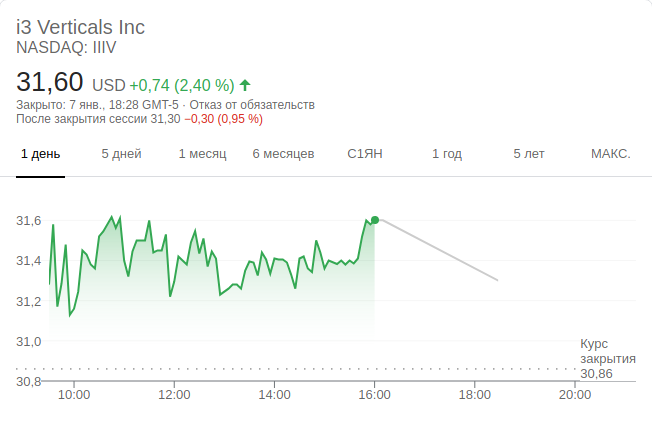 i3 Verticals Inc
NASDAQ: IIIV
31,60 USD +0,74 (2,40 %)
Закрыто: 7 янв., 18:28 GMT-5 · Отказ от обязательств
После закрытия сессии 31,30 −0,30 (0,95 %)
1 день 5 дней 1 месяц 6 месяцев С1ЯН 1 год 5 лет МАКС.
31,6
31,4
31,2
31,0
Курс
закрытия
30,86
30,8
10:00 12:00 14:00 16:00 18:00 20:00